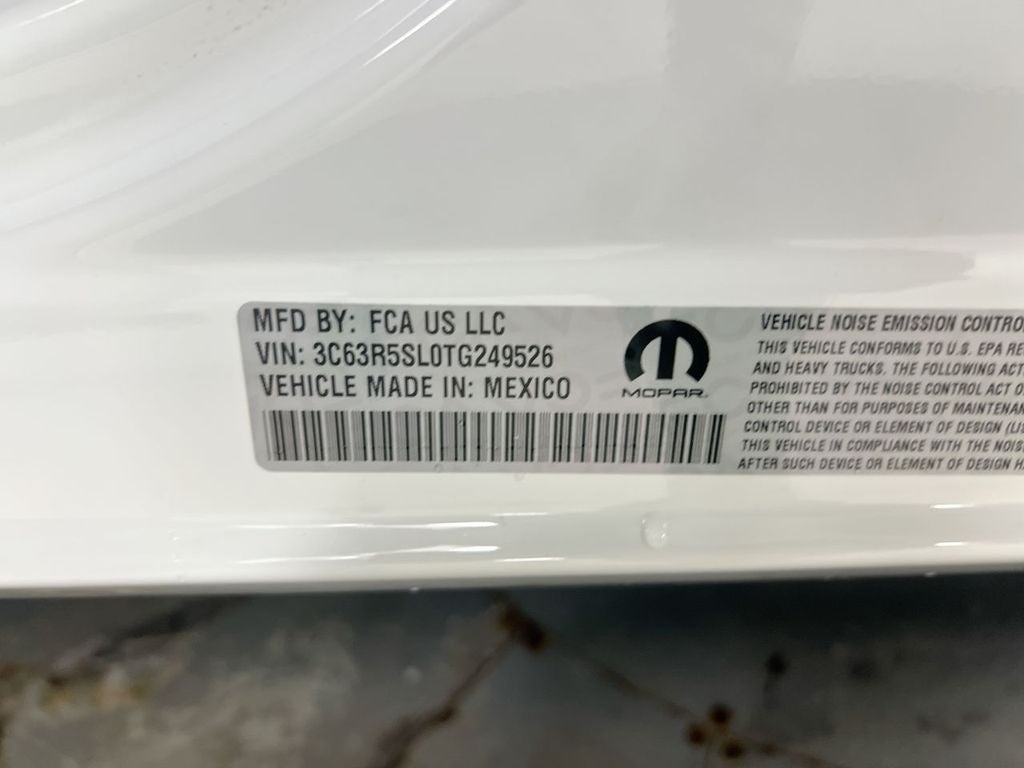 MFD BY: FCA US LLC
VIN: 3C63R5SL0TG249526
VEHICLE MADE IN: MEXICO
MOPAR
VEHICLE NOISE EMISSION CONTRO
THIS VEHICLE CONFORMS TO U.S. EPA RE
AND HEAVY TRUCKS. THE FOLLOWING ACT
PROHIBITED BY THE NOISE CONTROL ACT O
OTHER THAN FOR PURPOSES OF MAINTENAN
CONTROL DEVICE OR ELEMENT OF DESIGN (LIS
THIS VEHICLE IN COMPLIANCE WITH THE NOIS
AFTER SUCH DEVICE OR ELEMENT OF DESIGN H